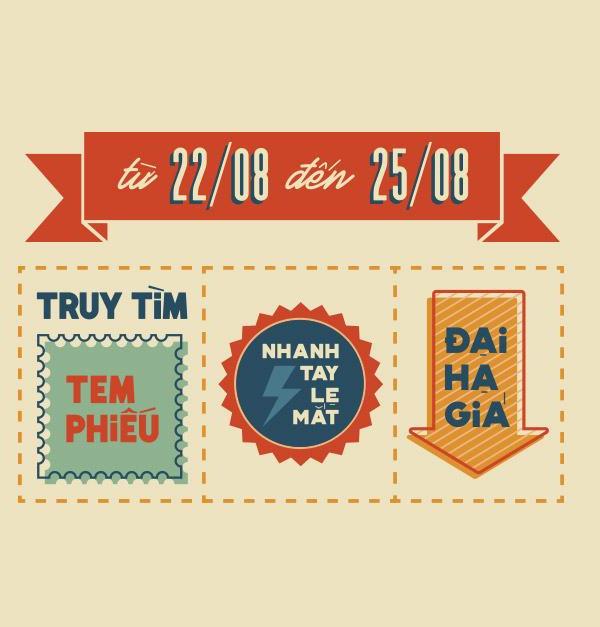 từ 22/08 đến 25/08
TRUY TÌM
TEM
PHIẾU
NHANH
TAY
LẸ
MẮT
ĐẠI
HẠ
GIÁ